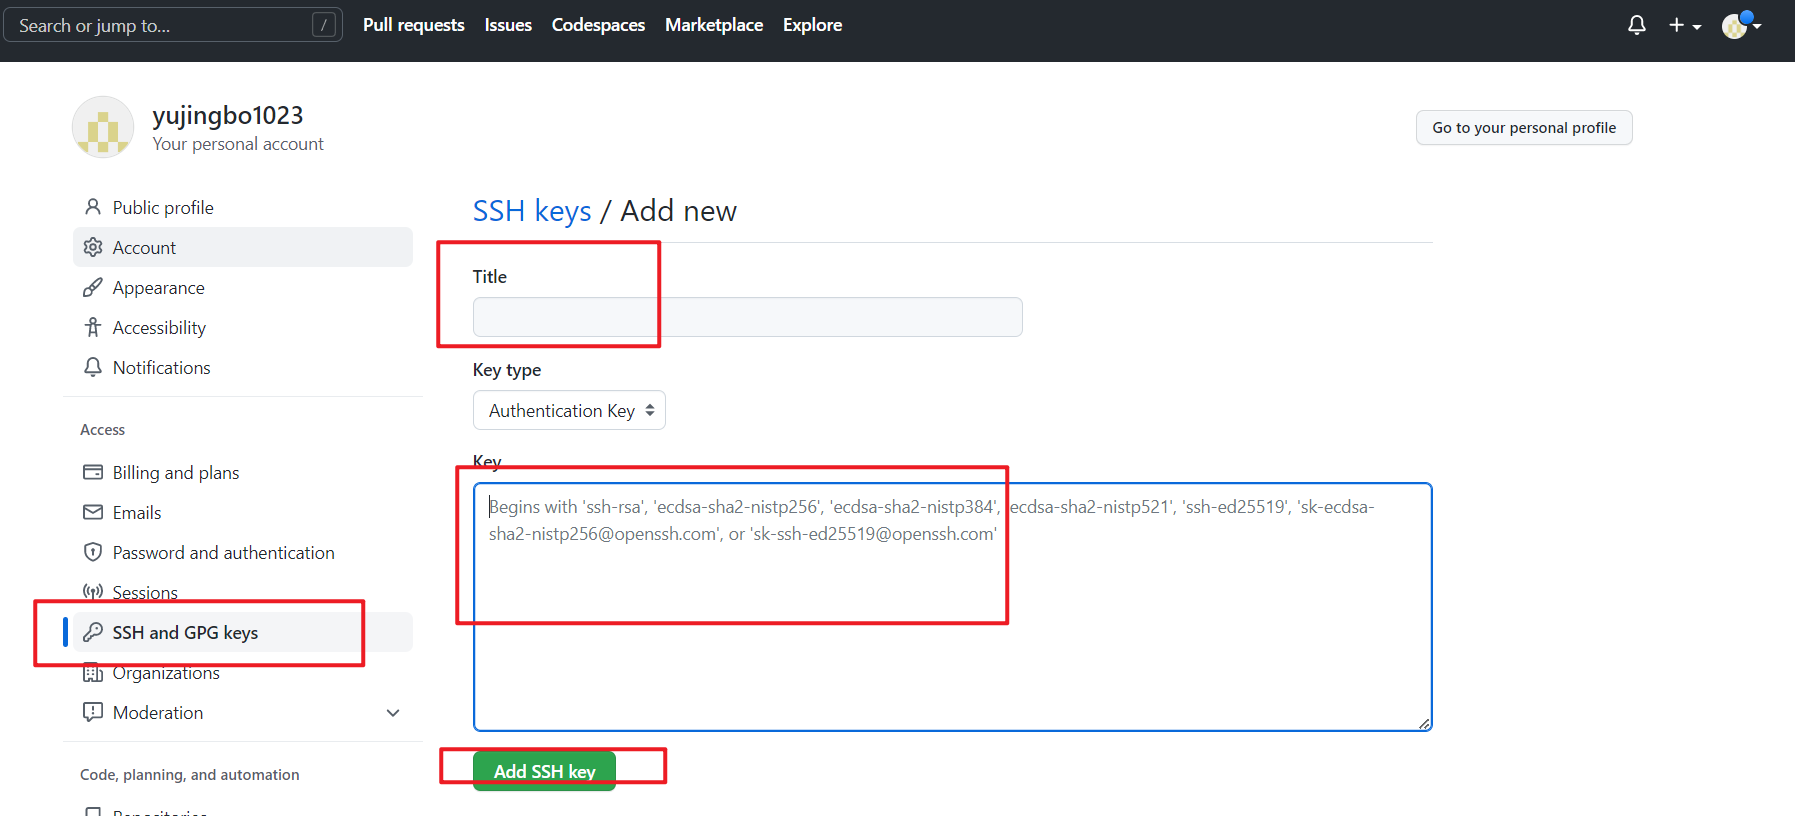 Search or jump to... /
Pull requests Issues Codespaces Marketplace Explore
yujingbo1023
Your personal account
Go to your personal profile
Public profile
Account
Appearance
Accessibility
Notifications
Access
Billing and plans
Emails
Password and authentication
Sessions
SSH and GPG keys
Organizations
Moderation
Code, planning, and automation
Repositories
SSH keys / Add new
Title
Key type
Authentication Key
Key
Begins with 'ssh-rsa', 'ecdsa-sha2-nistp256', 'ecdsa-sha2-nistp384', 'ecdsa-sha2-nistp521', 'ssh-ed25519', 'sk-ecdsa-
sha2-nistp256@openssh.com', or 'sk-ssh-ed25519@openssh.com'
Add SSH key